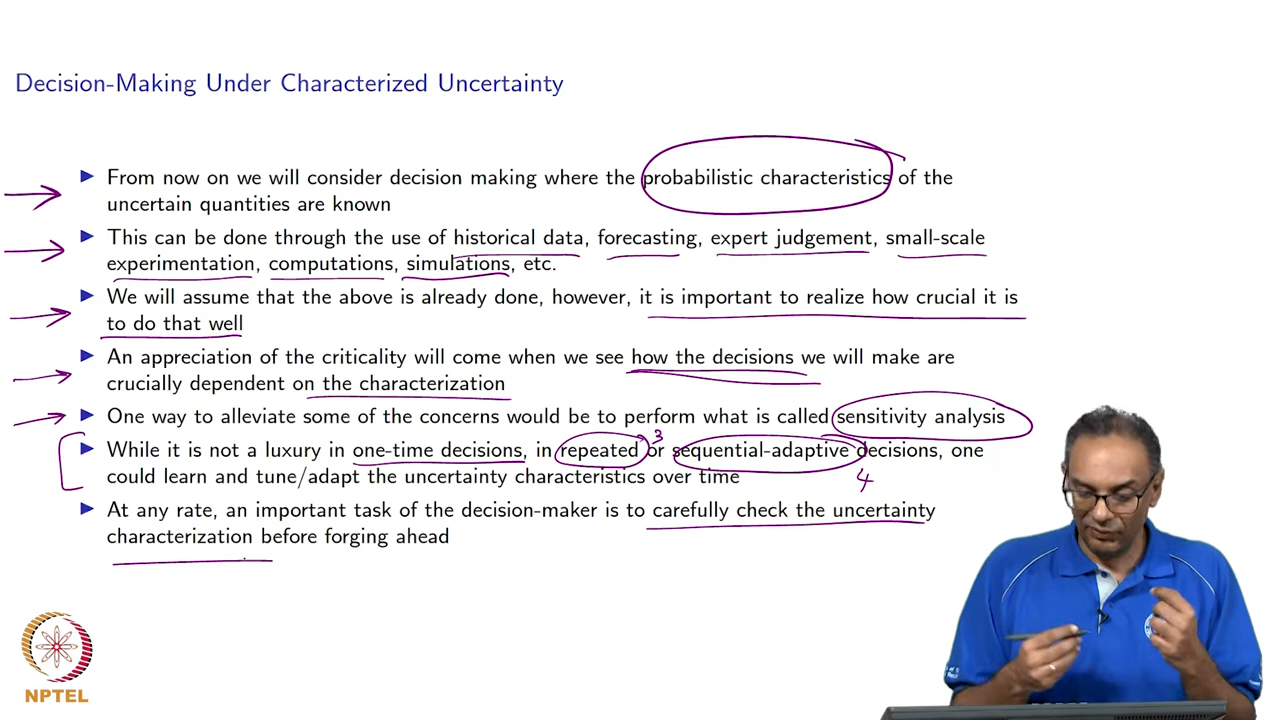 Decision-Making Under Characterized Uncertainty
► From now on we will consider decision making where the probabilistic characteristics of the
uncertain quantities are known
► This can be done through the use of historical data, forecasting, expert judgement, small-scale
experimentation, computations, simulations, etc.
► We will assume that the above is already done, however, it is important to realize how crucial it is
to do that well
► An appreciation of the criticality will come when we see how the decisions we will make are
crucially dependent on the characterization
► One way to alleviate some of the concerns would be to perform what is called sensitivity analysis
► While it is not a luxury in one-time decisions, in repeated or sequential-adaptive decisions, one
3
could learn and tune/adapt the uncertainty characteristics over time
4
► At any rate, an important task of the decision-maker is to carefully check the uncertainty
characterization before forging ahead
NPTEL